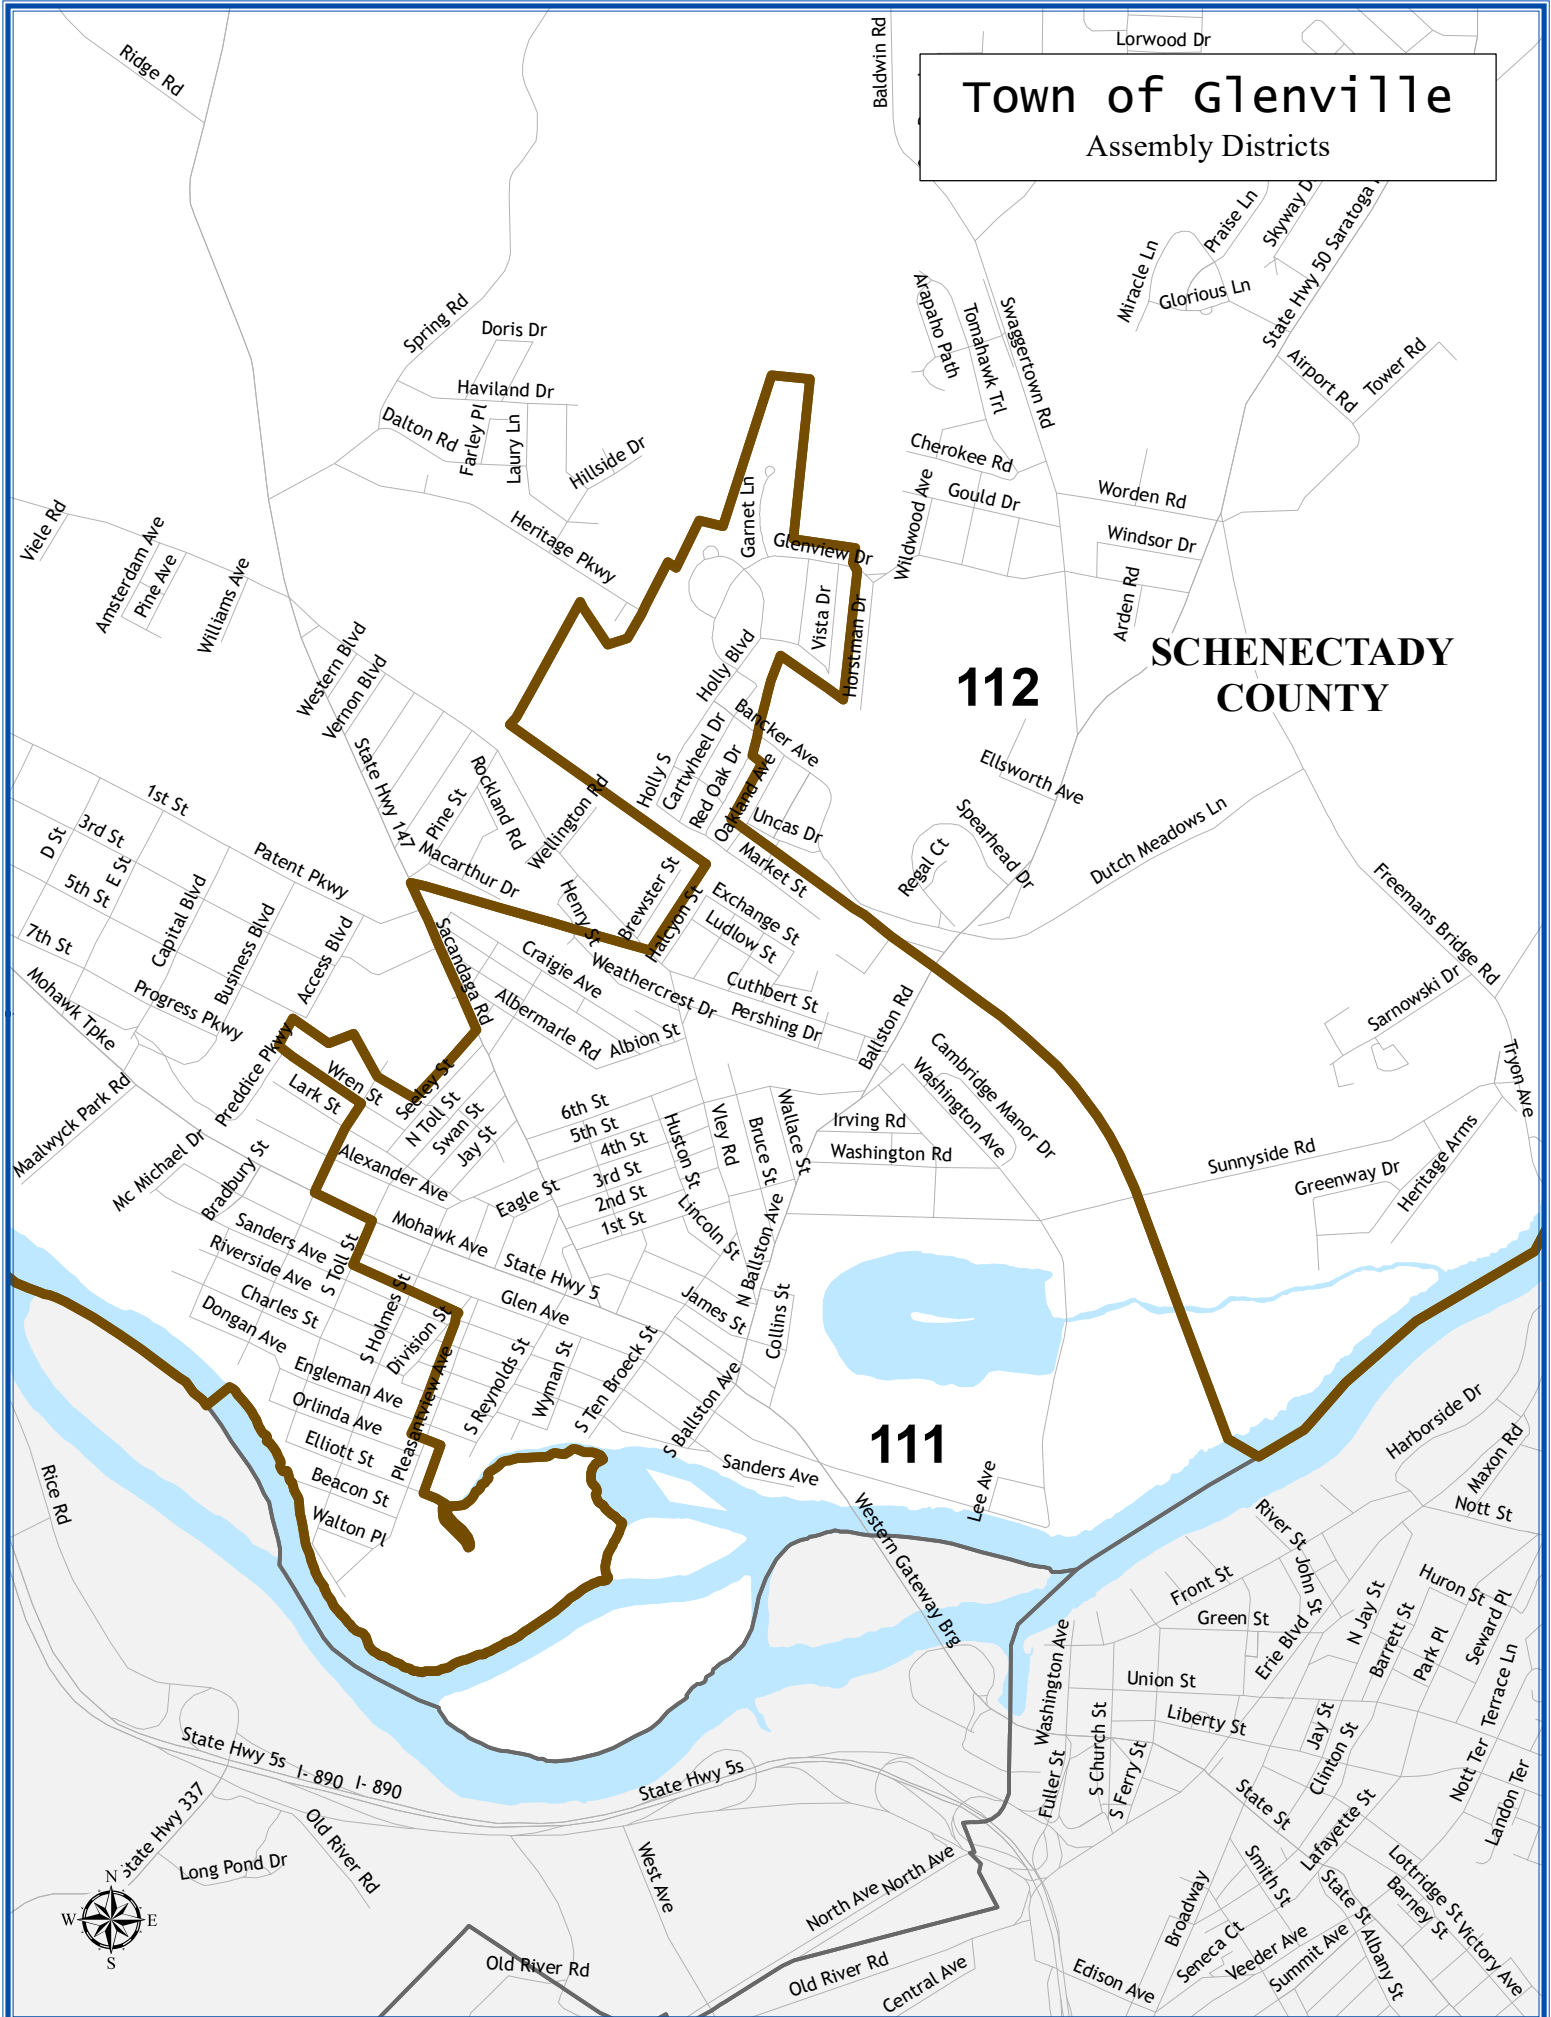 Town of Glenville
Assembly Districts
Lorwood Dr
Baldwin Rd
Ridge Rd
Praise Ln
Skyway D
State Hwy 50 Saratoga
Miracle Ln
Glorious Ln
Arapaho Path
Tomahawk Trl
Swaggertown Rd
Spring Rd
Doris Dr
Airport Rd
Tower Rd
Haviland Dr
Dalton Rd
Farley Pl
Laury Ln
Hillside Dr
Cherokee Rd
Gould Dr
Worden Rd
Windsor Dr
Wildwood Ave
Garnet Ln
Glenview Dr
Heritage Pkwy
Viele Rd
Amsterdam Ave
Pine Ave
Williams Ave
Arden Rd
Vista Dr
Horstman Dr
SCHENECTADY
COUNTY
112
Western Blvd
Vernon Blvd
Holly Blvd
Bancker Ave
Holly S
Cartwheel Dr
Red Oak Dr
Oakland Ave
Uncas Dr
Ellsworth Ave
State Hwy 147
Rockland Rd
Pine St
Wellington Rd
Macarthur Dr
Market St
Regal Ct
Spearhead Dr
Dutch Meadows Ln
Freemans Bridge Rd
1st St
3rd St
D St
E St
5th St
7th St
Patent Pkwy
Capital Blvd
Business Blvd
Access Blvd
Henry St
Brewster St
Halcyon St
Exchange St
Ludlow St
Cuthbert St
Pershing Dr
Weathercrest Dr
Craigie Ave
Sacandaga Rd
Albermarle Rd
Albion St
Ballston Rd
Sarnowski Dr
Tryon Ave
Mohawk Tpke
Progress Pkwy
Preddice Pkwy
Maalwyck Park Rd
Wren St
Lark St
Seeley St
N Toll St
Swan St
Jay St
Cambridge Manor Dr
Washington Ave
Irving Rd
Washington Rd
6th St
5th St
4th St
3rd St
2nd St
1st St
Huston St
Vley Rd
Bruce St
Wallace St
Lincoln St
Eagle St
Alexander Ave
Mc Michael Dr
Bradbury St
Sunnyside Rd
Greenway Dr
Heritage Arms
Mohawk Ave
State Hwy 5
Sanders Ave
Riverside Ave
S Toll St
Charles St
Dongan Ave
S Holmes St
Division St
Glen Ave
James St
N Ballston Ave
Collins St
Engleman Ave
Orlinda Ave
Elliott St
Beacon St
Walton Pl
Pleasantview Ave
S Reynolds St
Wyman St
S Ten Broeck St
S Ballston Ave
Sanders Ave
111
Lee Ave
Western Gateway Brg
Harborside Dr
Maxon Rd
Nott St
River St
John St
Front St
Green St
Erie Blvd
N Jay St
Huron St
Barrett St
Park Pl
Seward Pl
Terrace Ln
Rice Rd
Washington Ave
Union St
Liberty St
S Church St
S Ferry St
Fuller St
Jay St
Clinton St
Nott Ter
Landon Ter
State Hwy 5s
I- 890
I- 890
State Hwy 5s
State Hwy 337
Old River Rd
Long Pond Dr
State St
Lafayette St
Smith St
State St
Lottridge St
Barney St
Victory Ave
West Ave
North Ave
North Ave
Broadway
Seneca Ct
Veeder Ave
Summit Ave
Albany St
Old River Rd
Old River Rd
Central Ave
Edison Ave
N
W
E
S